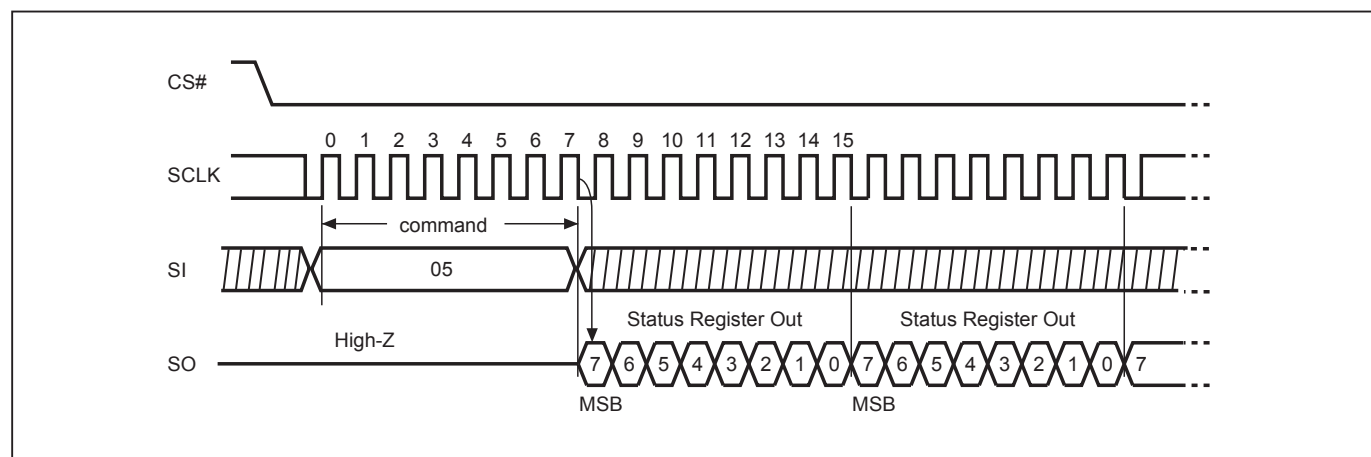 CS#
0 1 2 3 4 5 6 7 8 9 10 11 12 13 14 15
SCLK
command
SI
05
Status Register Out Status Register Out
High-Z
SO
7 6 5 4 3 2 1 0 7 6 5 4 3 2 1 0 7
MSB MSB